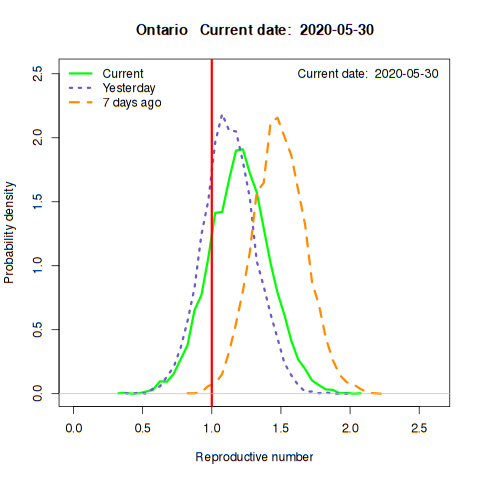 Ontario   Current date:  2020-05-30
Current
Yesterday
7 days ago
Current date:  2020-05-30
Probability density
2.5
2.0
1.5
1.0
0.5
0.0
0.0 0.5 1.0 1.5 2.0 2.5
Reproductive number